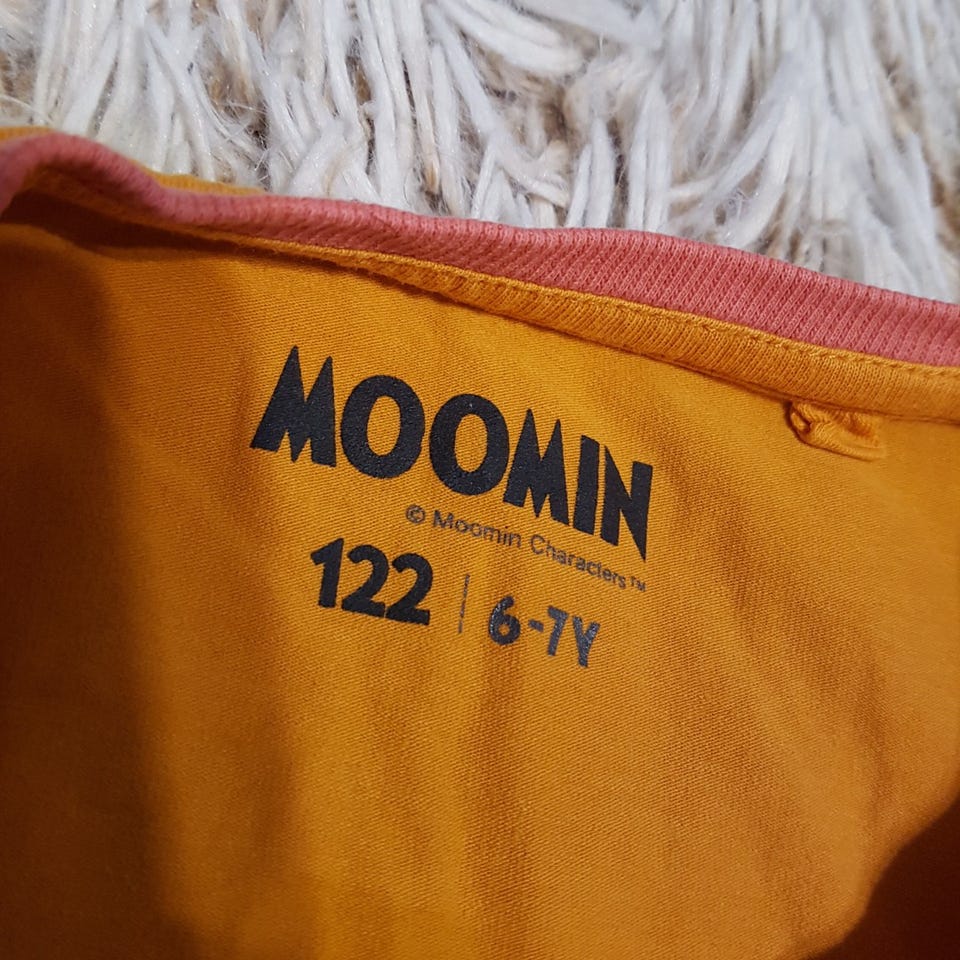 MOOMIN
© Moomin Characters™
122 | 6-7Y